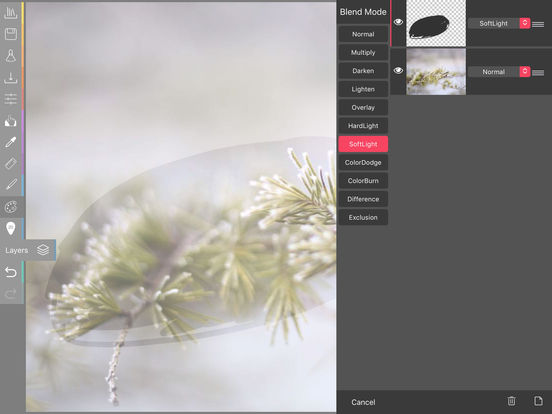 Blend Mode
Normal
Multiply
Darken
Lighten
Overlay
HardLight
SoftLight
ColorDodge
ColorBurn
Difference
Exclusion
SoftLight
Normal
Layers
Cancel